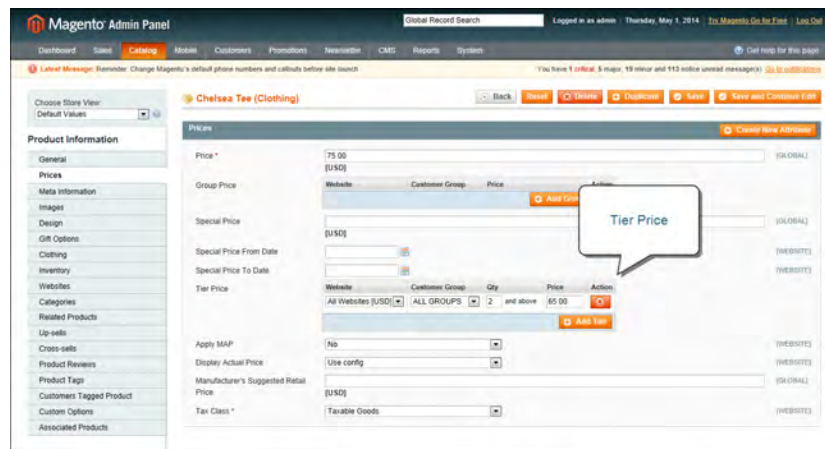 Magento Admin Panel
Global Record Search
Logged in as admin | Thursday, May 1, 2014 | Try Magento Go for Free | Log Out
Dashboard Sales Catalog Mobile Customers Promotions Newsletter CMS Reports System
Get help for this page
Latest Message: Reminder: Change Magento's default phone numbers and callouts before site launch
You have 1 critical, 5 major, 19 minor and 113 notice unread message(s). Go to notifications
Choose Store View:
Default Values
Chelsea Tee (Clothing)
Back Reset Delete Duplicate Save Save and Continue Edit
Product Information
General
Prices
Meta Information
Images
Design
Gift Options
Clothing
Inventory
Websites
Categories
Related Products
Up-sells
Cross-sells
Product Reviews
Product Tags
Customers Tagged Product
Custom Options
Associated Products
Prices
Create New Attribute
Price *
75.00
[USD]
[GLOBAL]
Group Price
Website Customer Group Price Action
Add Gro
Tier Price
Special Price
[USD]
[GLOBAL]
Special Price From Date
[WEBSITE]
Special Price To Date
[WEBSITE]
Tier Price
Website Customer Group Qty Price Action
All Websites [USD] ALL GROUPS 2 and above 65.00
Add Tier
Apply MAP
No
[WEBSITE]
Display Actual Price
Use config
[WEBSITE]
Manufacturer's Suggested Retail
Price
[USD]
[GLOBAL]
Tax Class *
Taxable Goods
[WEBSITE]